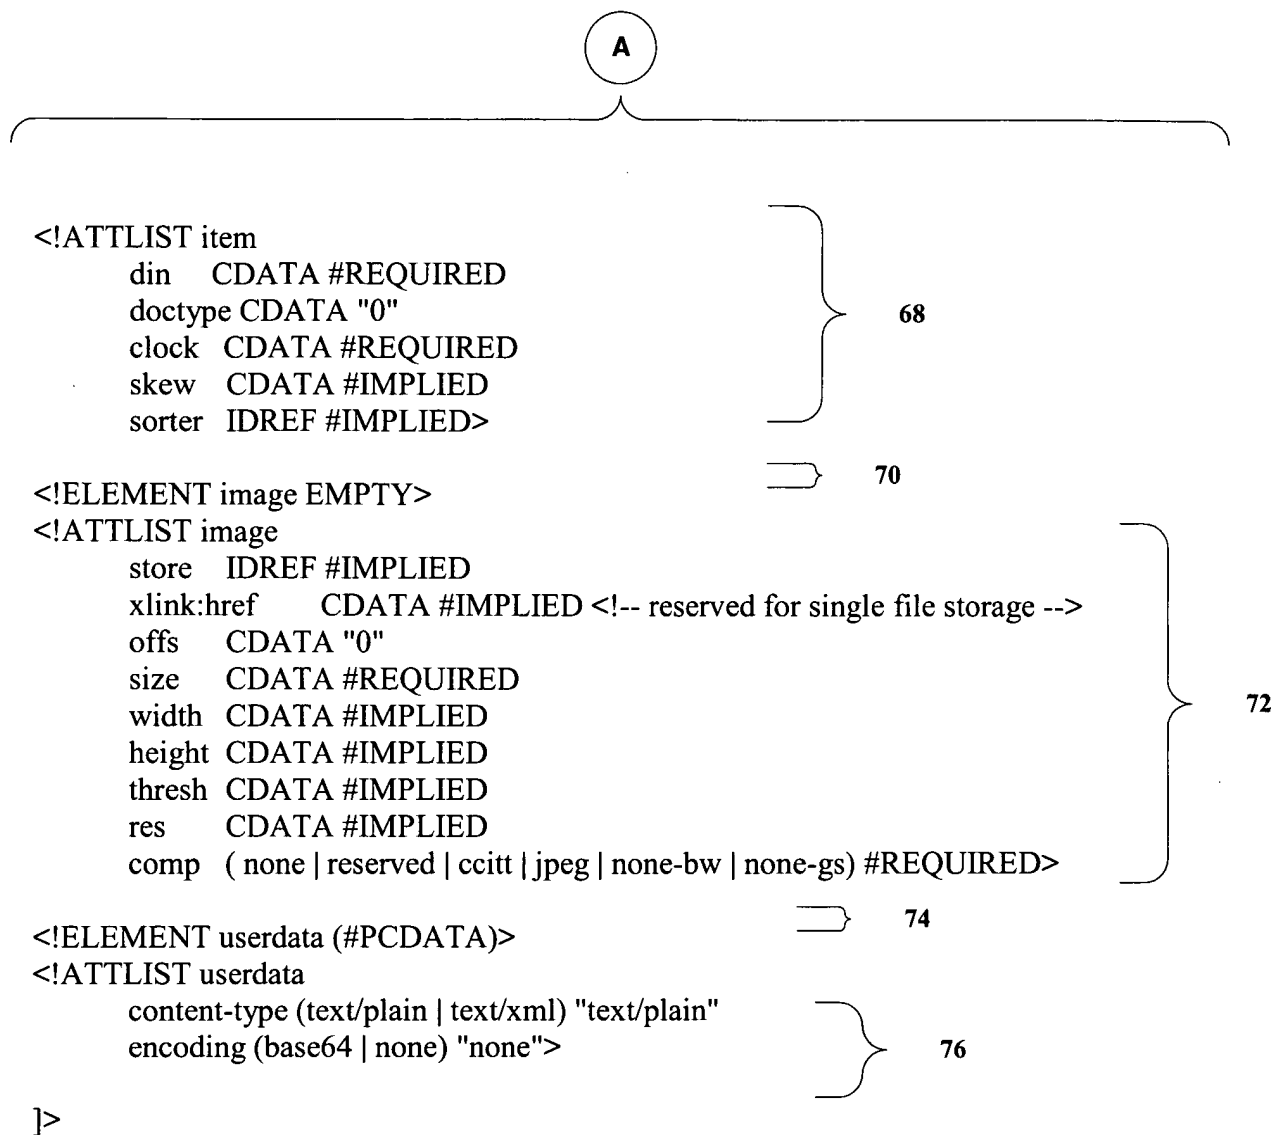 A
<!ATTLIST item
din CDATA #REQUIRED
doctype CDATA "0"
clock CDATA #REQUIRED
skew CDATA #IMPLIED
sorter IDREF #IMPLIED>
68
<!ELEMENT image EMPTY>
70
<!ATTLIST image
store IDREF #IMPLIED
xlink:href CDATA #IMPLIED <!-- reserved for single file storage -->
offs CDATA "0"
size CDATA #REQUIRED
width CDATA #IMPLIED
height CDATA #IMPLIED
thresh CDATA #IMPLIED
res CDATA #IMPLIED
comp ( none | reserved | ccitt | jpeg | none-bw | none-gs) #REQUIRED>
72
<!ELEMENT userdata (#PCDATA)>
74
<!ATTLIST userdata
content-type (text/plain | text/xml) "text/plain"
encoding (base64 | none) "none">
76
]>